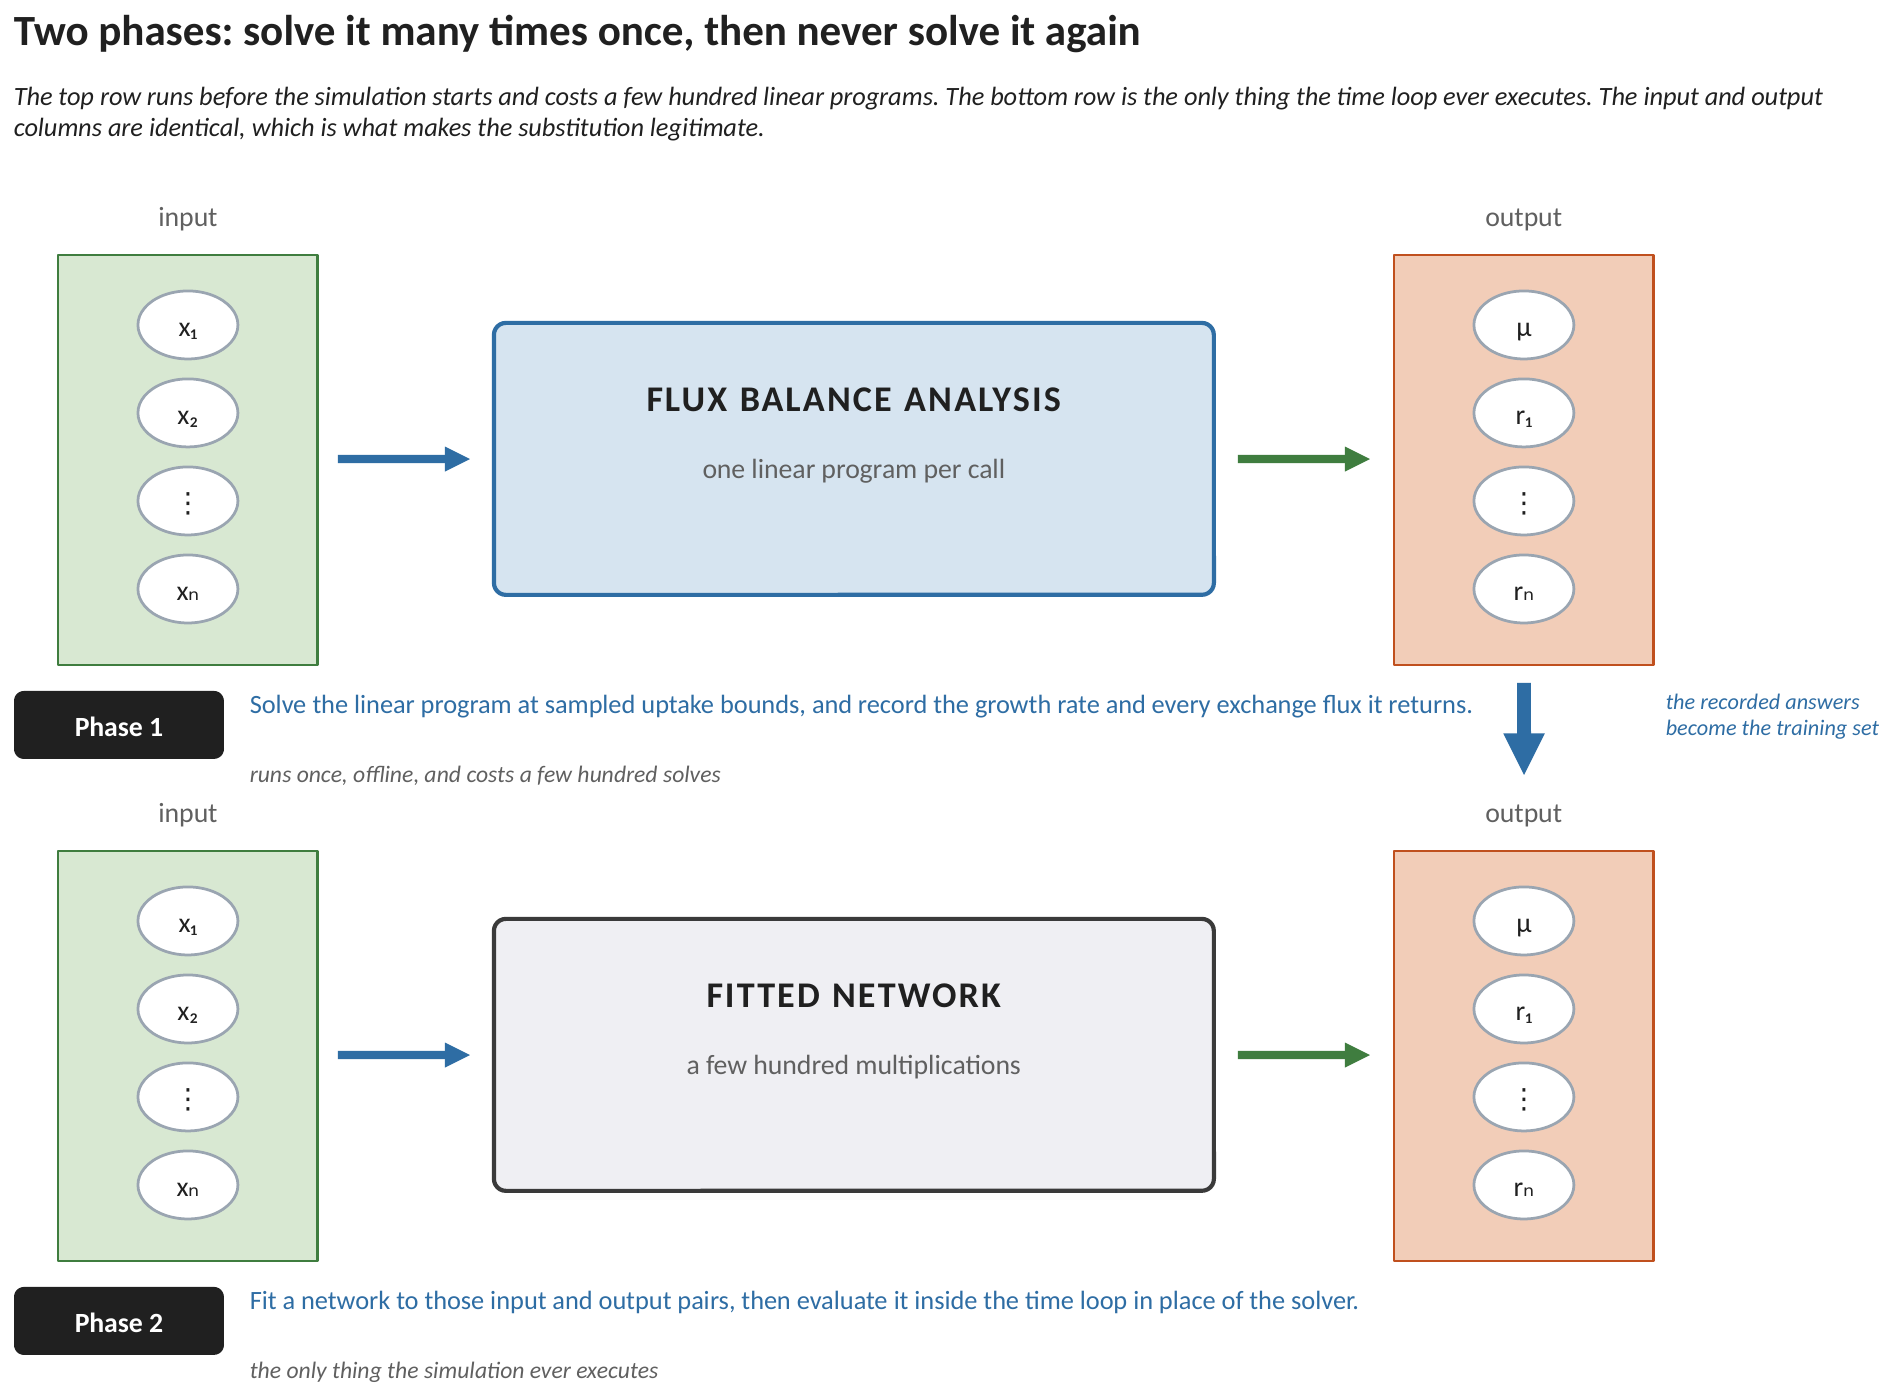 Two phases: solve it many times once, then never solve it again
The top row runs before the simulation starts and costs a few hundred linear programs. The bottom row is the only thing the time loop ever executes. The input and output
columns are identical, which is what makes the substitution legitimate.
input
output
x₁
x₂
⋮
xₙ
FLUX BALANCE ANALYSIS
one linear program per call
μ
r₁
⋮
rₙ
Phase 1
Solve the linear program at sampled uptake bounds, and record the growth rate and every exchange flux it returns.
runs once, offline, and costs a few hundred solves
the recorded answers
become the training set
input
output
x₁
x₂
⋮
xₙ
FITTED NETWORK
a few hundred multiplications
μ
r₁
⋮
rₙ
Phase 2
Fit a network to those input and output pairs, then evaluate it inside the time loop in place of the solver.
the only thing the simulation ever executes